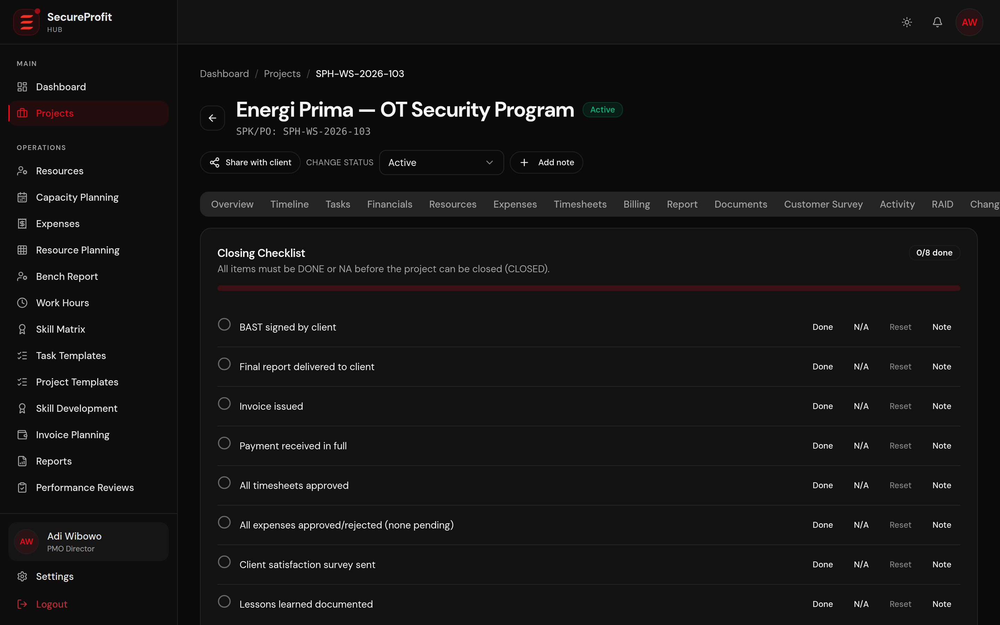 SecureProfit
HUB
AW
MAIN
Dashboard
Projects
OPERATIONS
Resources
Capacity Planning
Expenses
Resource Planning
Bench Report
Work Hours
Skill Matrix
Task Templates
Project Templates
Skill Development
Invoice Planning
Reports
Performance Reviews
AW
Adi Wibowo
PMO Director
Settings
Logout
Dashboard / Projects / SPH-WS-2026-103
Energi Prima — OT Security Program Active
SPK/PO: SPH-WS-2026-103
Share with client CHANGE STATUS Active Add note
Overview Timeline Tasks Financials Resources Expenses Timesheets Billing Report Documents Customer Survey Activity RAID Chang
Closing Checklist 0/8 done
All items must be DONE or NA before the project can be closed (CLOSED).
BAST signed by client Done N/A Reset Note
Final report delivered to client Done N/A Reset Note
Invoice issued Done N/A Reset Note
Payment received in full Done N/A Reset Note
All timesheets approved Done N/A Reset Note
All expenses approved/rejected (none pending) Done N/A Reset Note
Client satisfaction survey sent Done N/A Reset Note
Lessons learned documented Done N/A Reset Note